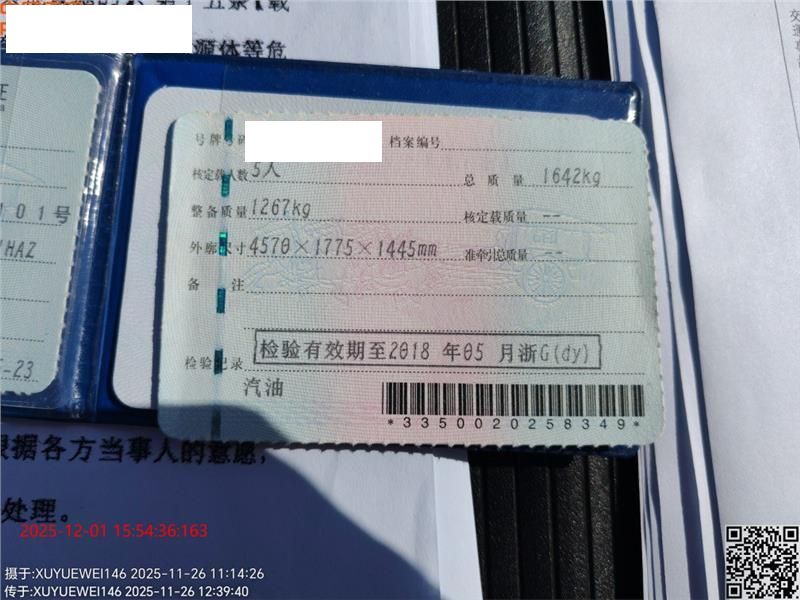 源体等危
证
号牌号码 档案编号
核定载人数 5人 总质量 1642kg
101号
整备质量 1267kg 核定载质量 --
HAZ
外廓尺寸 4570×1775×1445mm 准牵引总质量 --
备注
检验有效期至2018 年05 月浙G(dy)
检验记录
-23
汽油
*3350020258349*
根据各方当事人的意愿,
处理。
2025-12-01 15:54:36:163
摄于:XUYUEWEI146 2025-11-26 11:14:26
传于:XUYUEWEI146 2025-11-26 12:39:40